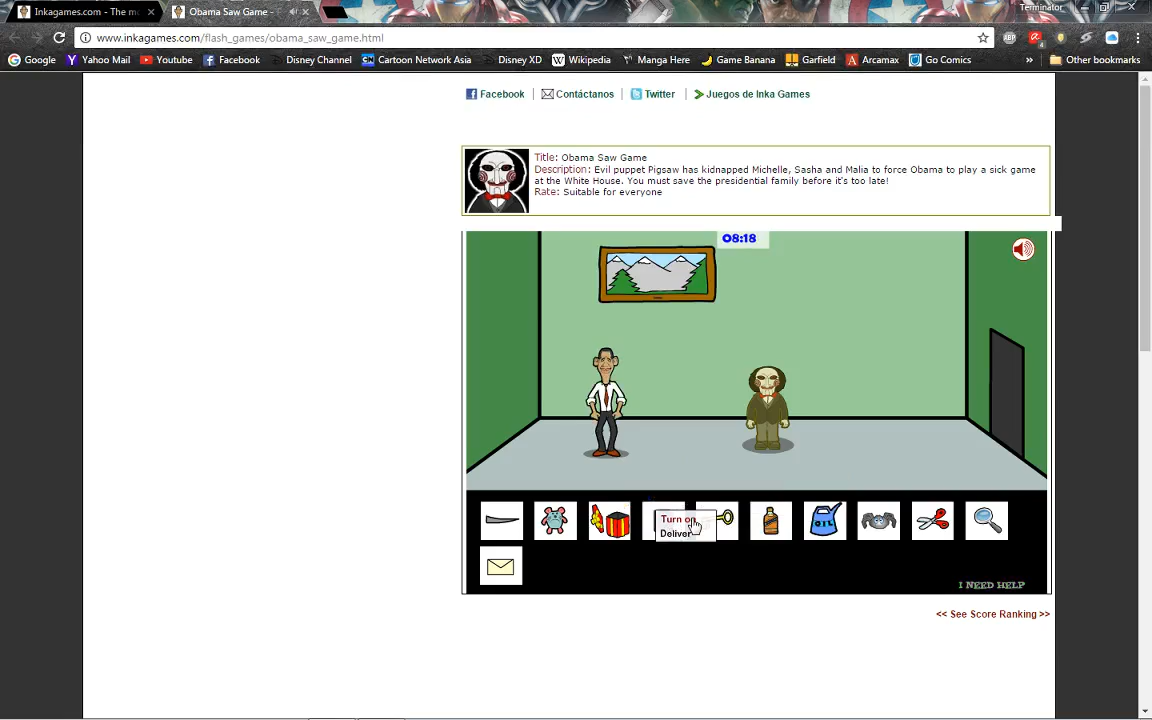 Inkagames.com - The m
Obama Saw Game -
Terminator
www.inkagames.com/flash_games/obama_saw_game.html
Google
Yahoo Mail
Youtube
Facebook
Disney Channel
Cartoon Network Asia
Disney XD
Wikipedia
Manga Here
Game Banana
Garfield
Arcamax
Go Comics
»
Other bookmarks
Facebook | Contáctanos | Twitter | Juegos de Inka Games
Title: Obama Saw Game
Description: Evil puppet Pigsaw has kidnapped Michelle, Sasha and Malia to force Obama to play a sick game
at the White House. You must save the presidential family before it's too late!
Rate: Suitable for everyone
08:18
Turn on
Deliver
OIL
I NEED HELP
<< See Score Ranking >>